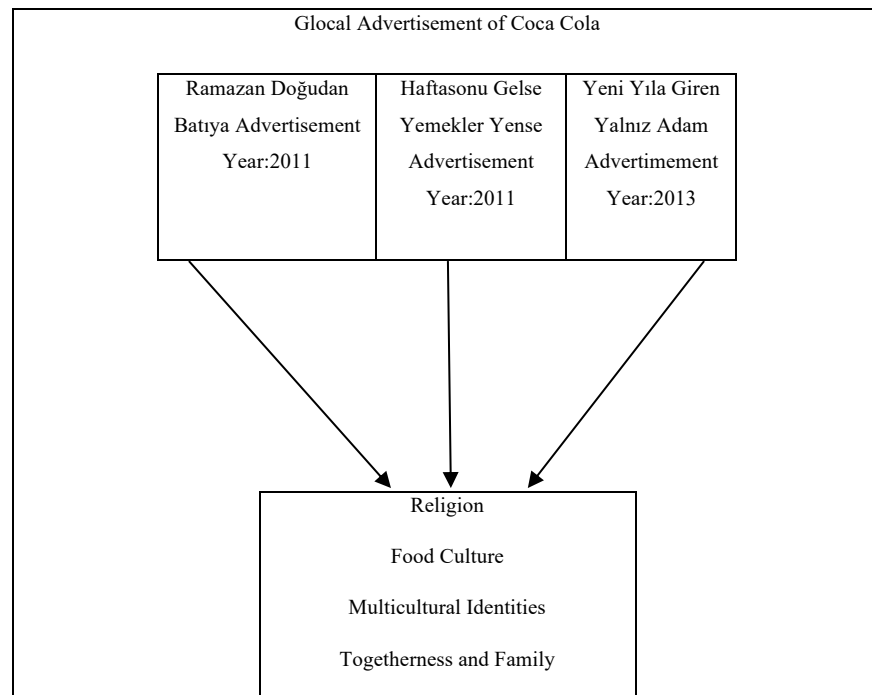 Glocal Advertisement of Coca Cola
Ramazan Doğudan
Batıya Advertisement
Year:2011
Haftasonu Gelse
Yemekler Yense
Advertisement
Year:2011
Yeni Yıla Giren
Yalnız Adam
Advertimement
Year:2013
Religion
Food Culture
Multicultural Identities
Togetherness and Family